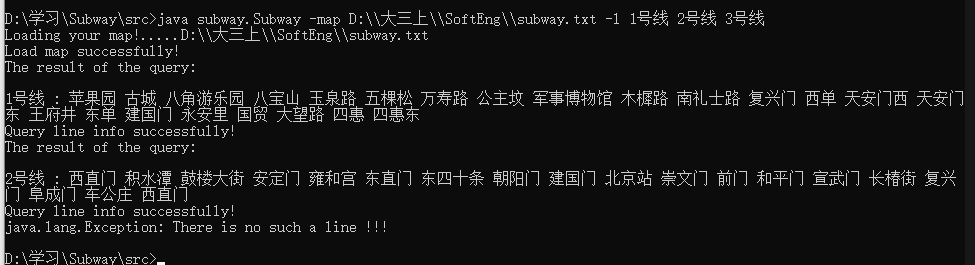 D:\学习\Subway\src>java subway.Subway -map D:\\大三上\\SoftEng\\subway.txt -1 1号线 2号线 3号线
Loading your map!.....D:\\大三上\\SoftEng\\subway.txt
Load map successfully!
The result of the query:
1号线 : 苹果园 古城 八角游乐园 八宝山 玉泉路 五棵松 万寿路 公主坟 军事博物馆 木樨路 南礼士路 复兴门 西单 天安门西 天安门
东 王府井 东单 建国门 永安里 国贸 大望路 四惠 四惠东
Query line info successfully!
The result of the query:
2号线 : 西直门 积水潭 鼓楼大街 安定门 雍和宫 东直门 东四十条 朝阳门 建国门 北京站 崇文门 前门 和平门 宣武门 长椿街 复兴
门 阜成门 车公庄 西直门
Query line info successfully!
java.lang.Exception: There is no such a line !!!
D:\学习\Subway\src>